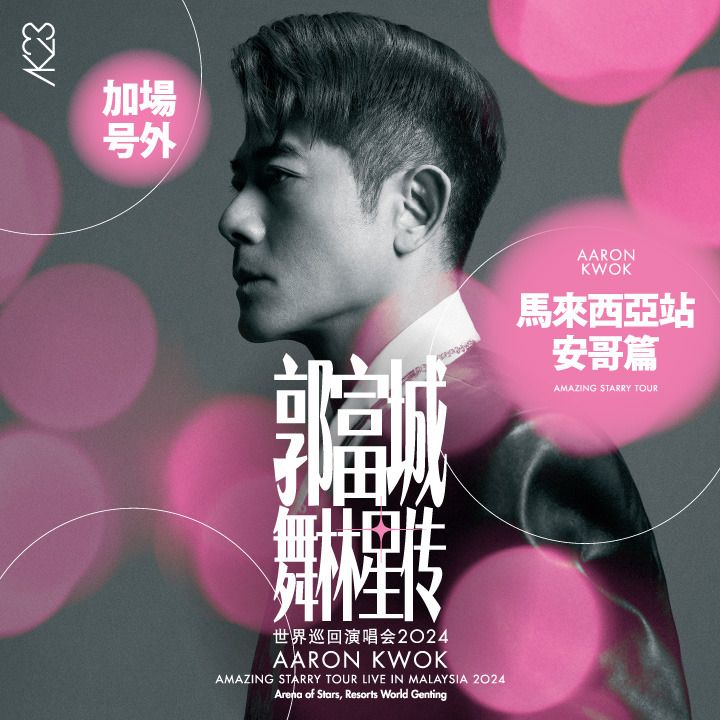 AK23
加場
号外
AARON
KWOK
馬來西亞站
安哥篇
AMAZING STARRY TOUR
郭富城
舞林星传
世界巡回演唱会2024
AARON KWOK
AMAZING STARRY TOUR LIVE IN MALAYSIA 2024
Arena of Stars, Resorts World Genting